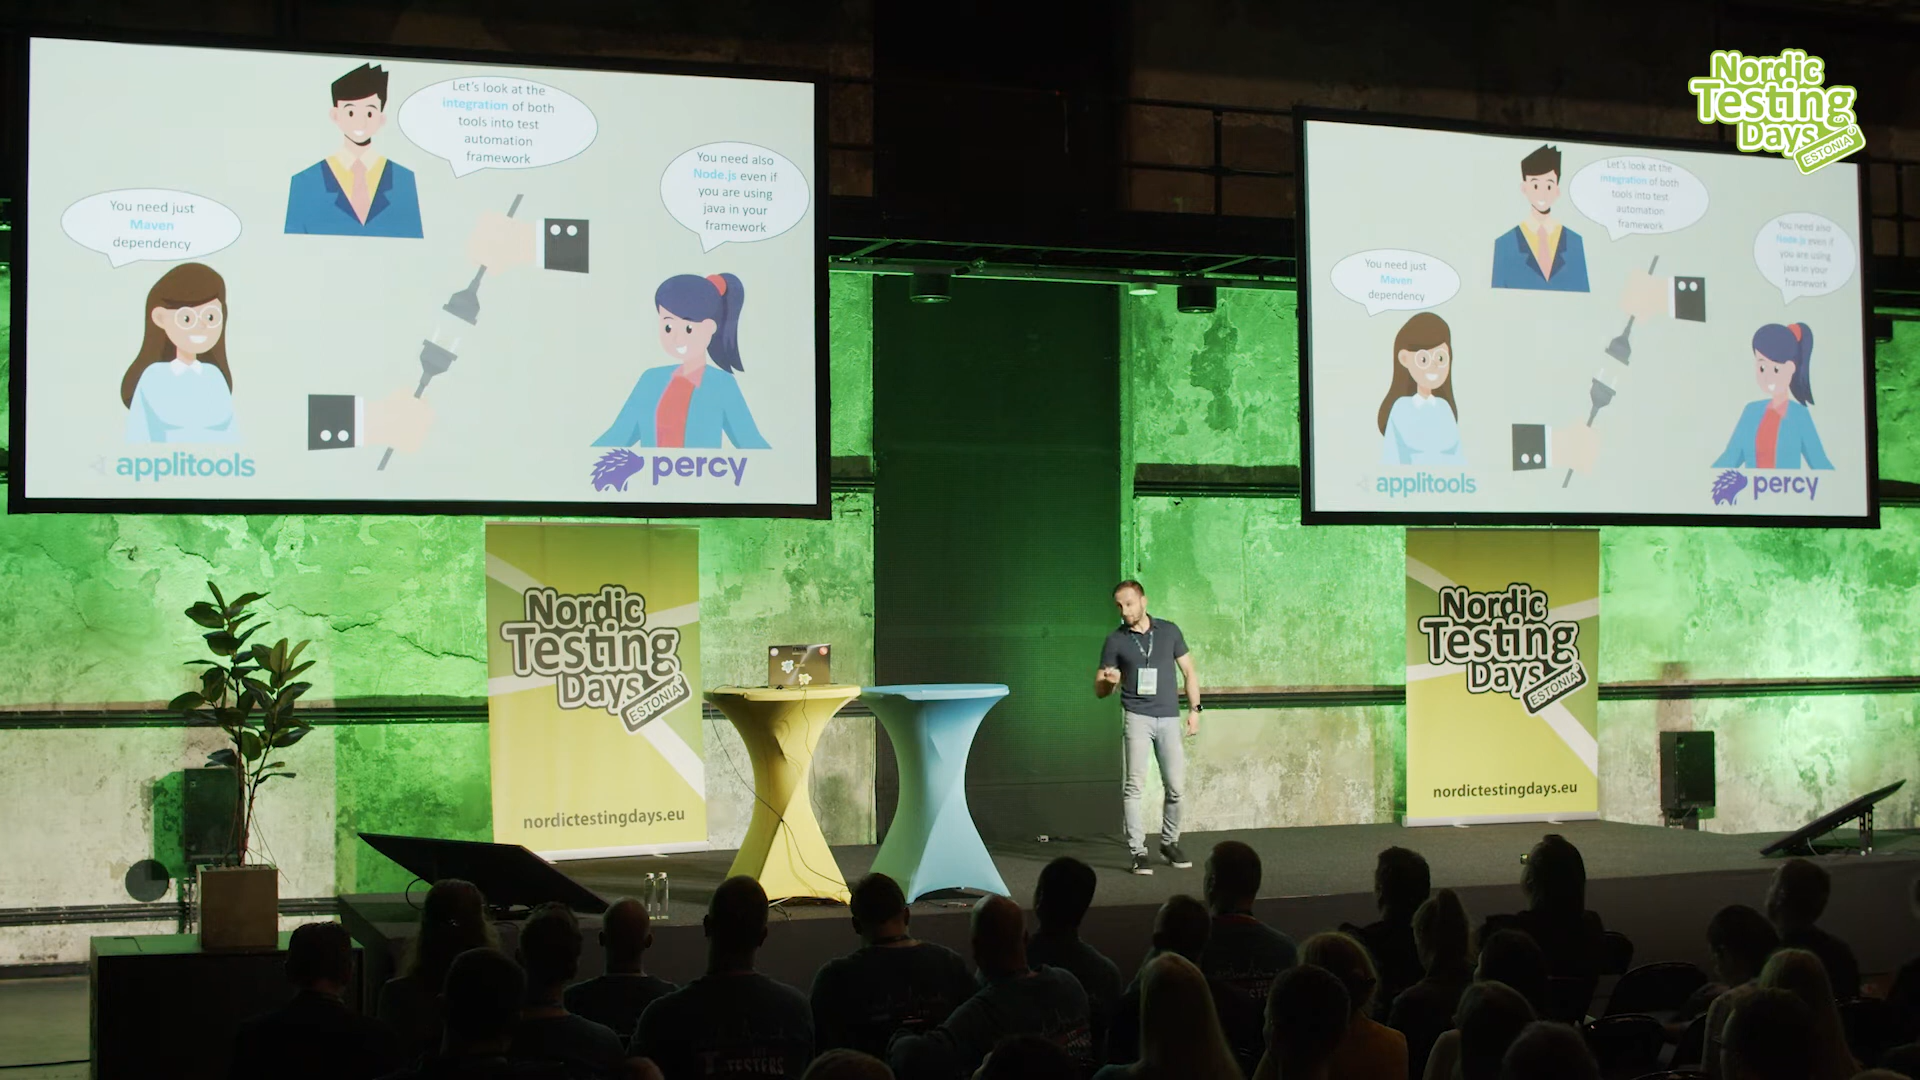 Let's look at the
integration of both
tools into test
automation
framework
You need also
Node.js even if
you are using
java in your
framework
You need just
Maven
dependency
applitools
percy
Let's look at the
integration of both
tools into test
automation
framework
You need also
Node.js even if
you are using
java in your
framework
You need just
Maven
dependency
applitools
percy
Nordic
Testing
Days
ESTONIA
Nordic
Testing
Days
ESTONIA
nordictestingdays.eu
Nordic
Testing
Days
ESTONIA
nordictestingdays.eu
TESTERS